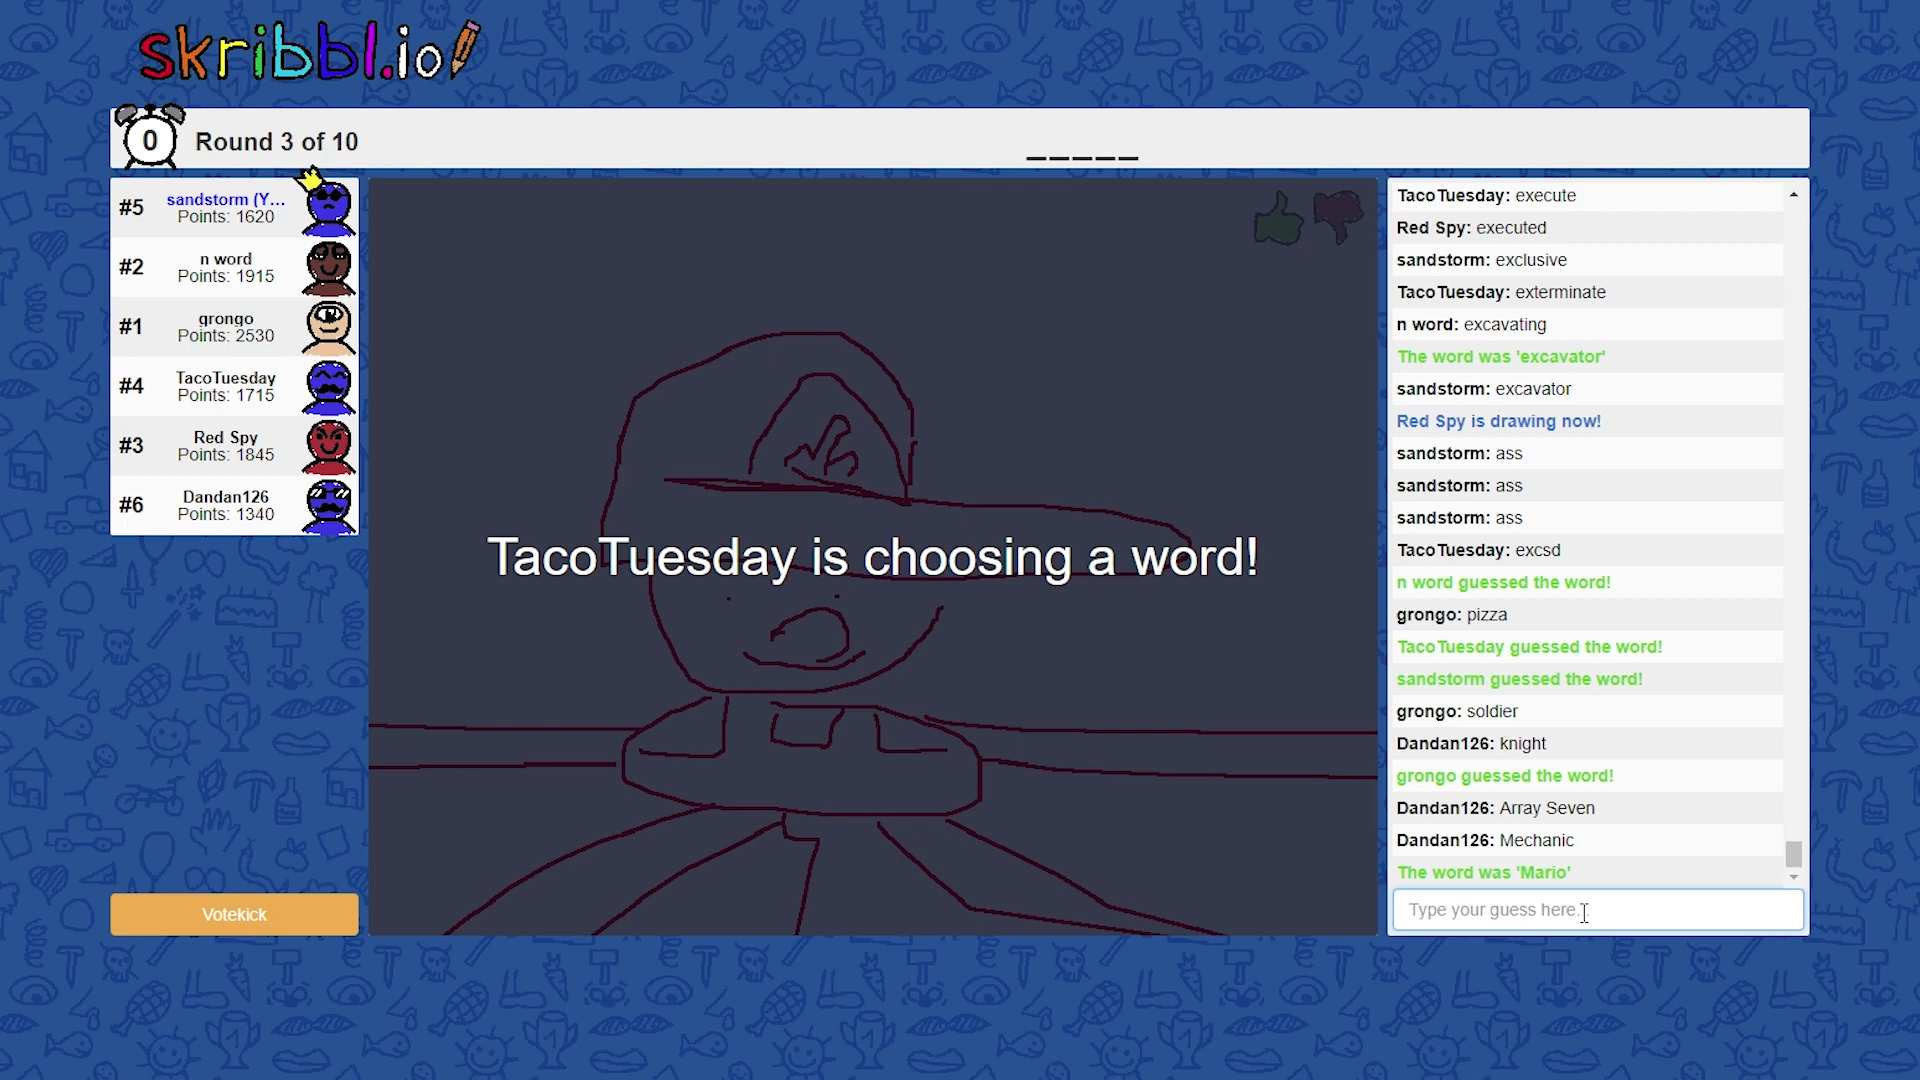 skribbl.io
0
Round 3 of 10
_____
#5
sandstorm (Y...
Points: 1620
#2
n word
Points: 1915
#1
grongo
Points: 2530
#4
TacoTuesday
Points: 1715
#3
Red Spy
Points: 1845
#6
Dandan126
Points: 1340
Votekick
TacoTuesday is choosing a word!
TacoTuesday: execute
Red Spy: executed
sandstorm: exclusive
TacoTuesday: exterminate
n word: excavating
The word was 'excavator'
sandstorm: excavator
Red Spy is drawing now!
sandstorm: ass
sandstorm: ass
sandstorm: ass
TacoTuesday: excsd
n word guessed the word!
grongo: pizza
TacoTuesday guessed the word!
sandstorm guessed the word!
grongo: soldier
Dandan126: knight
grongo guessed the word!
Dandan126: Array Seven
Dandan126: Mechanic
The word was 'Mario'
Type your guess here...